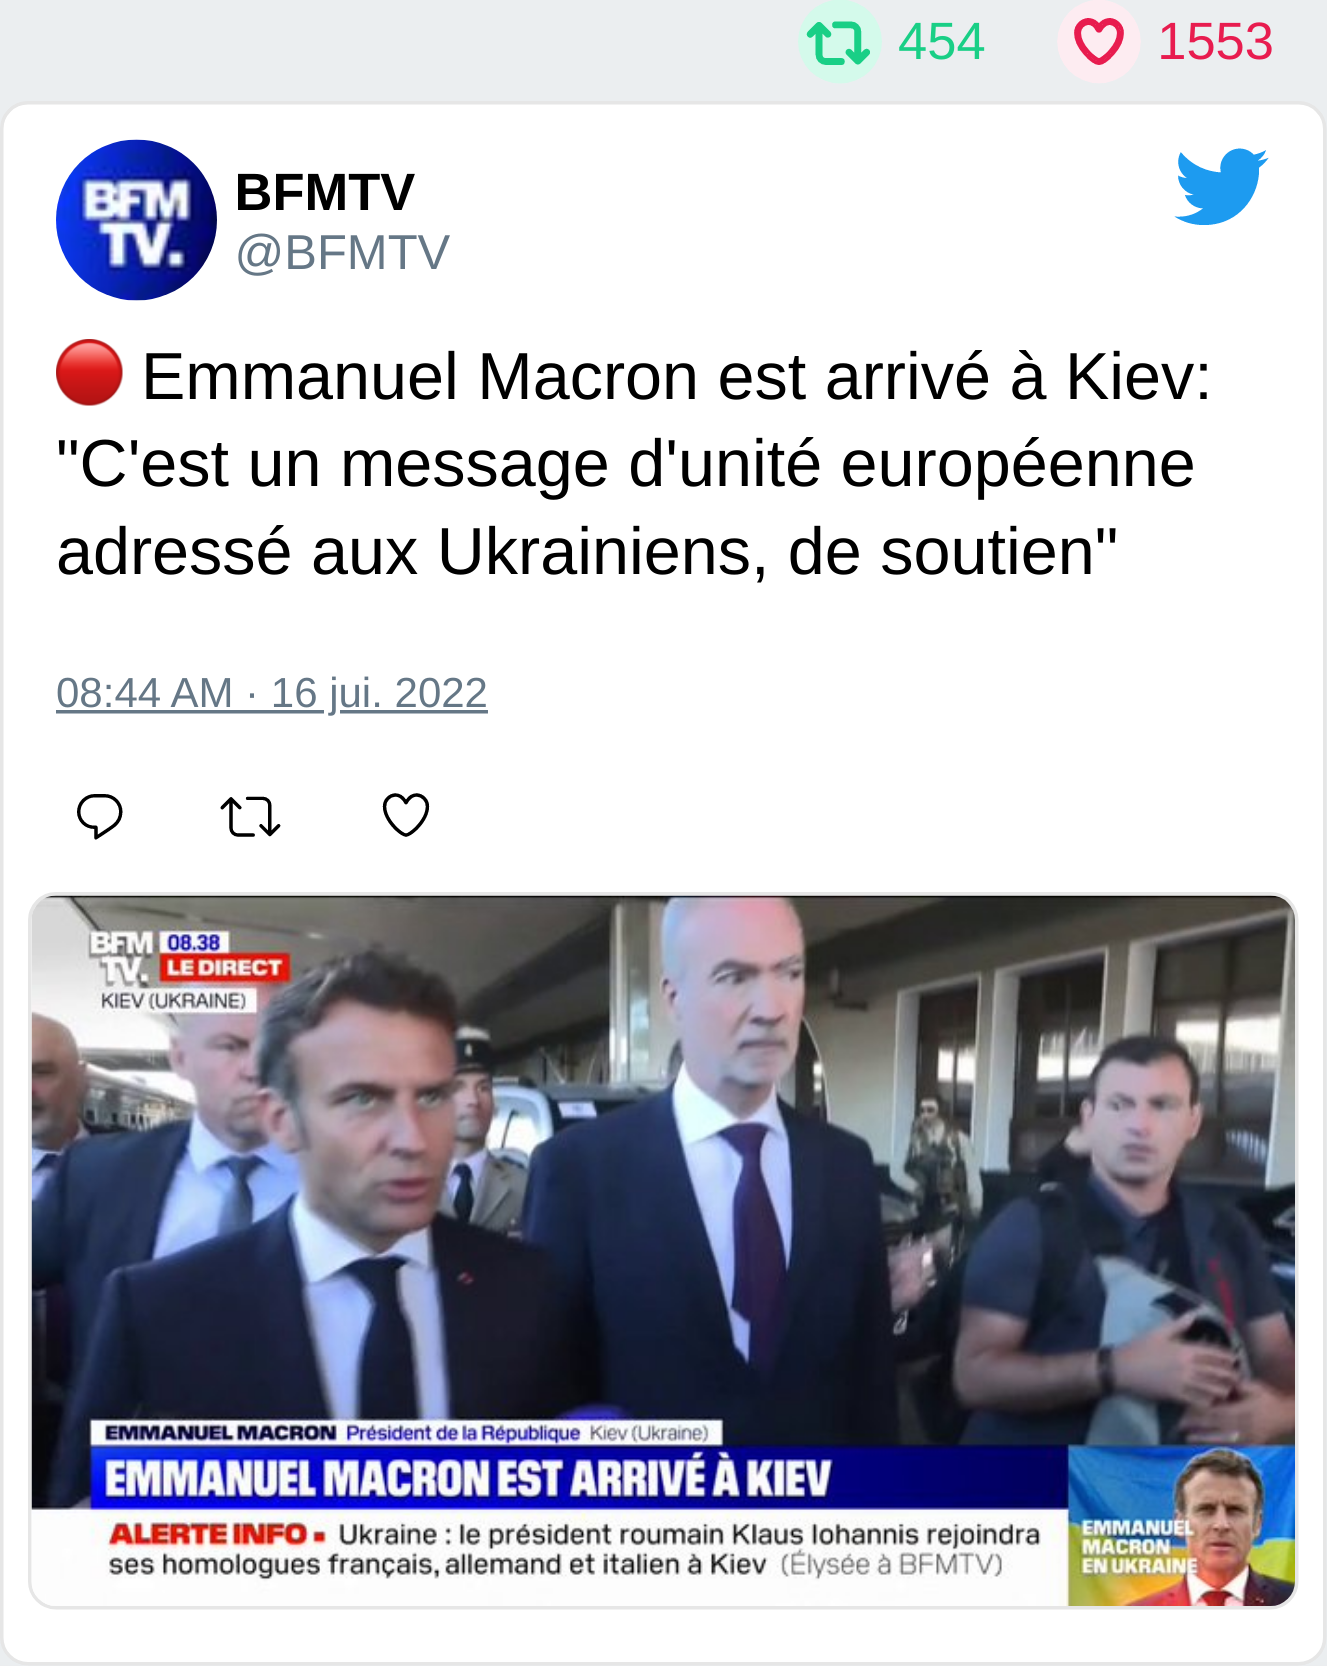 454 1553
BFM
TV.
BFMTV
@BFMTV
🔴 Emmanuel Macron est arrivé à Kiev:
"C'est un message d'unité européenne
adressé aux Ukrainiens, de soutien"
08:44 AM · 16 jui. 2022
BFM 08.38
TV. LE DIRECT
KIEV (UKRAINE)
EMMANUEL MACRON Président de la République Kiev (Ukraine)
EMMANUEL MACRON EST ARRIVÉ À KIEV
ALERTE INFO ▪ Ukraine : le président roumain Klaus Iohannis rejoindra
ses homologues français, allemand et italien à Kiev (Élysée à BFMTV)
EMMANUEL
MACRON
EN UKRAINE